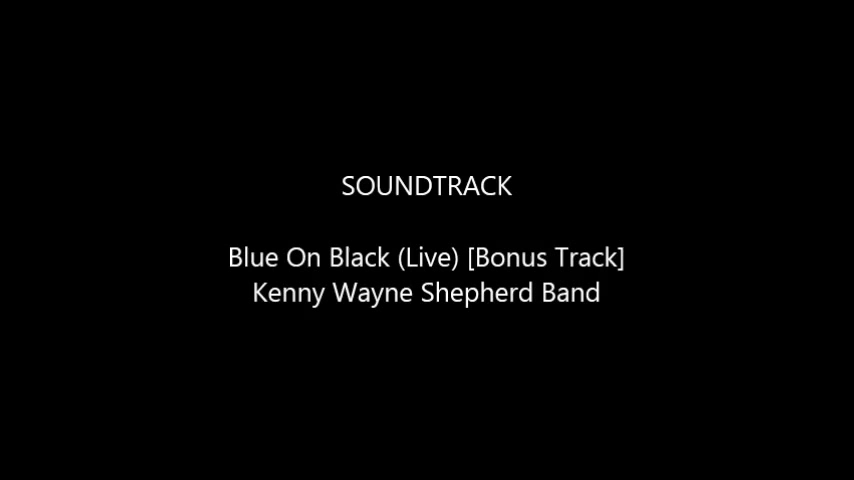 SOUNDTRACK
Blue On Black (Live) [Bonus Track]
Kenny Wayne Shepherd Band